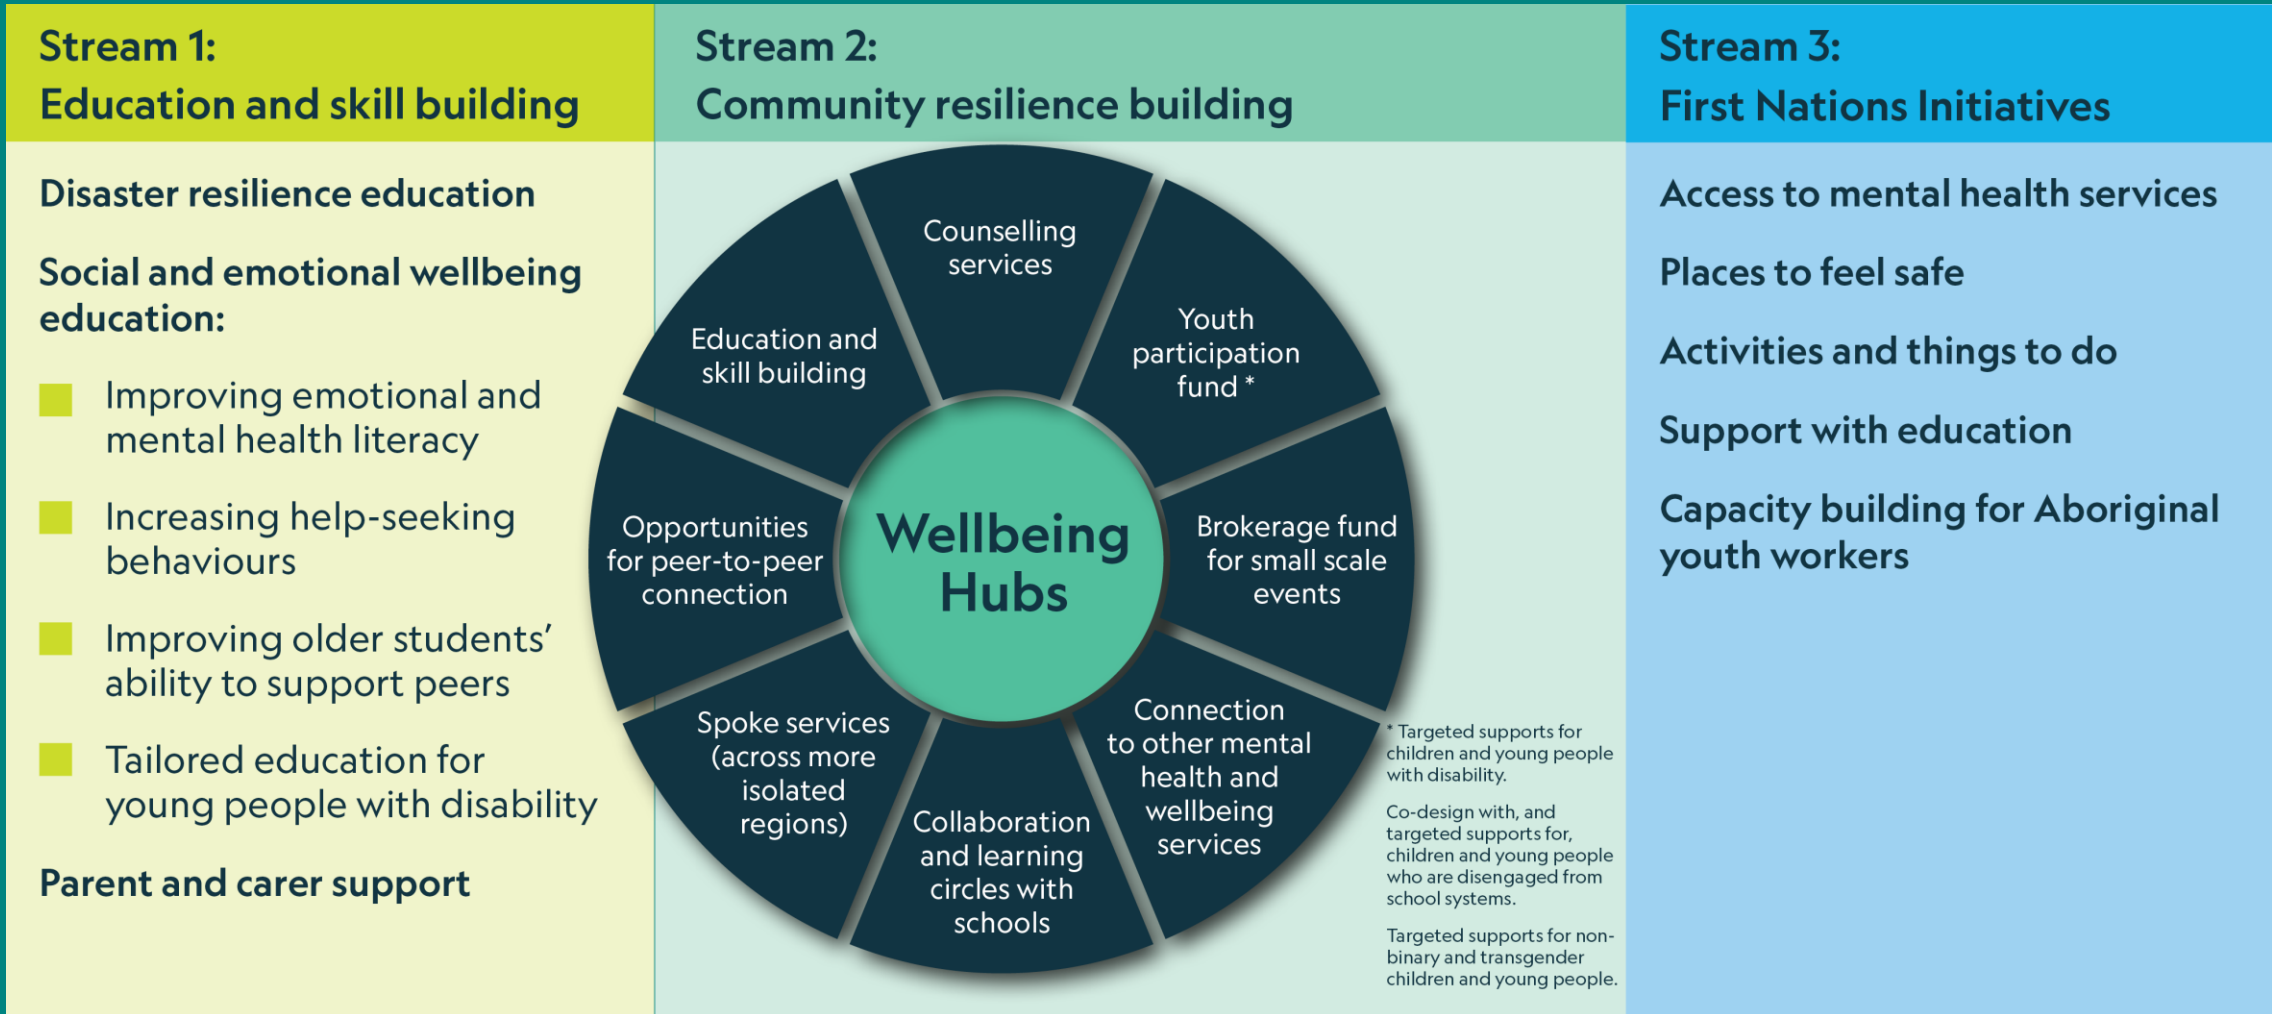 Stream 1:
Education and skill building
Disaster resilience education
Social and emotional wellbeing
education:
Improving emotional and
mental health literacy
Increasing help-seeking
behaviours
Improving older students’
ability to support peers
Tailored education for
young people with disability
Parent and carer support
Stream 2:
Community resilience building
Counselling
services
Youth
participation
fund *
Brokerage fund
for small scale
events
Connection
to other mental
health and
wellbeing
services
Collaboration
and learning
circles with
schools
Spoke services
(across more
isolated
regions)
Opportunities
for peer-to-peer
connection
Education and
skill building
Wellbeing
Hubs
* Targeted supports for
children and young people
with disability.
Co-design with, and
targeted supports for,
children and young people
who are disengaged from
school systems.
Targeted supports for non-
binary and transgender
children and young people.
Stream 3:
First Nations Initiatives
Access to mental health services
Places to feel safe
Activities and things to do
Support with education
Capacity building for Aboriginal
youth workers